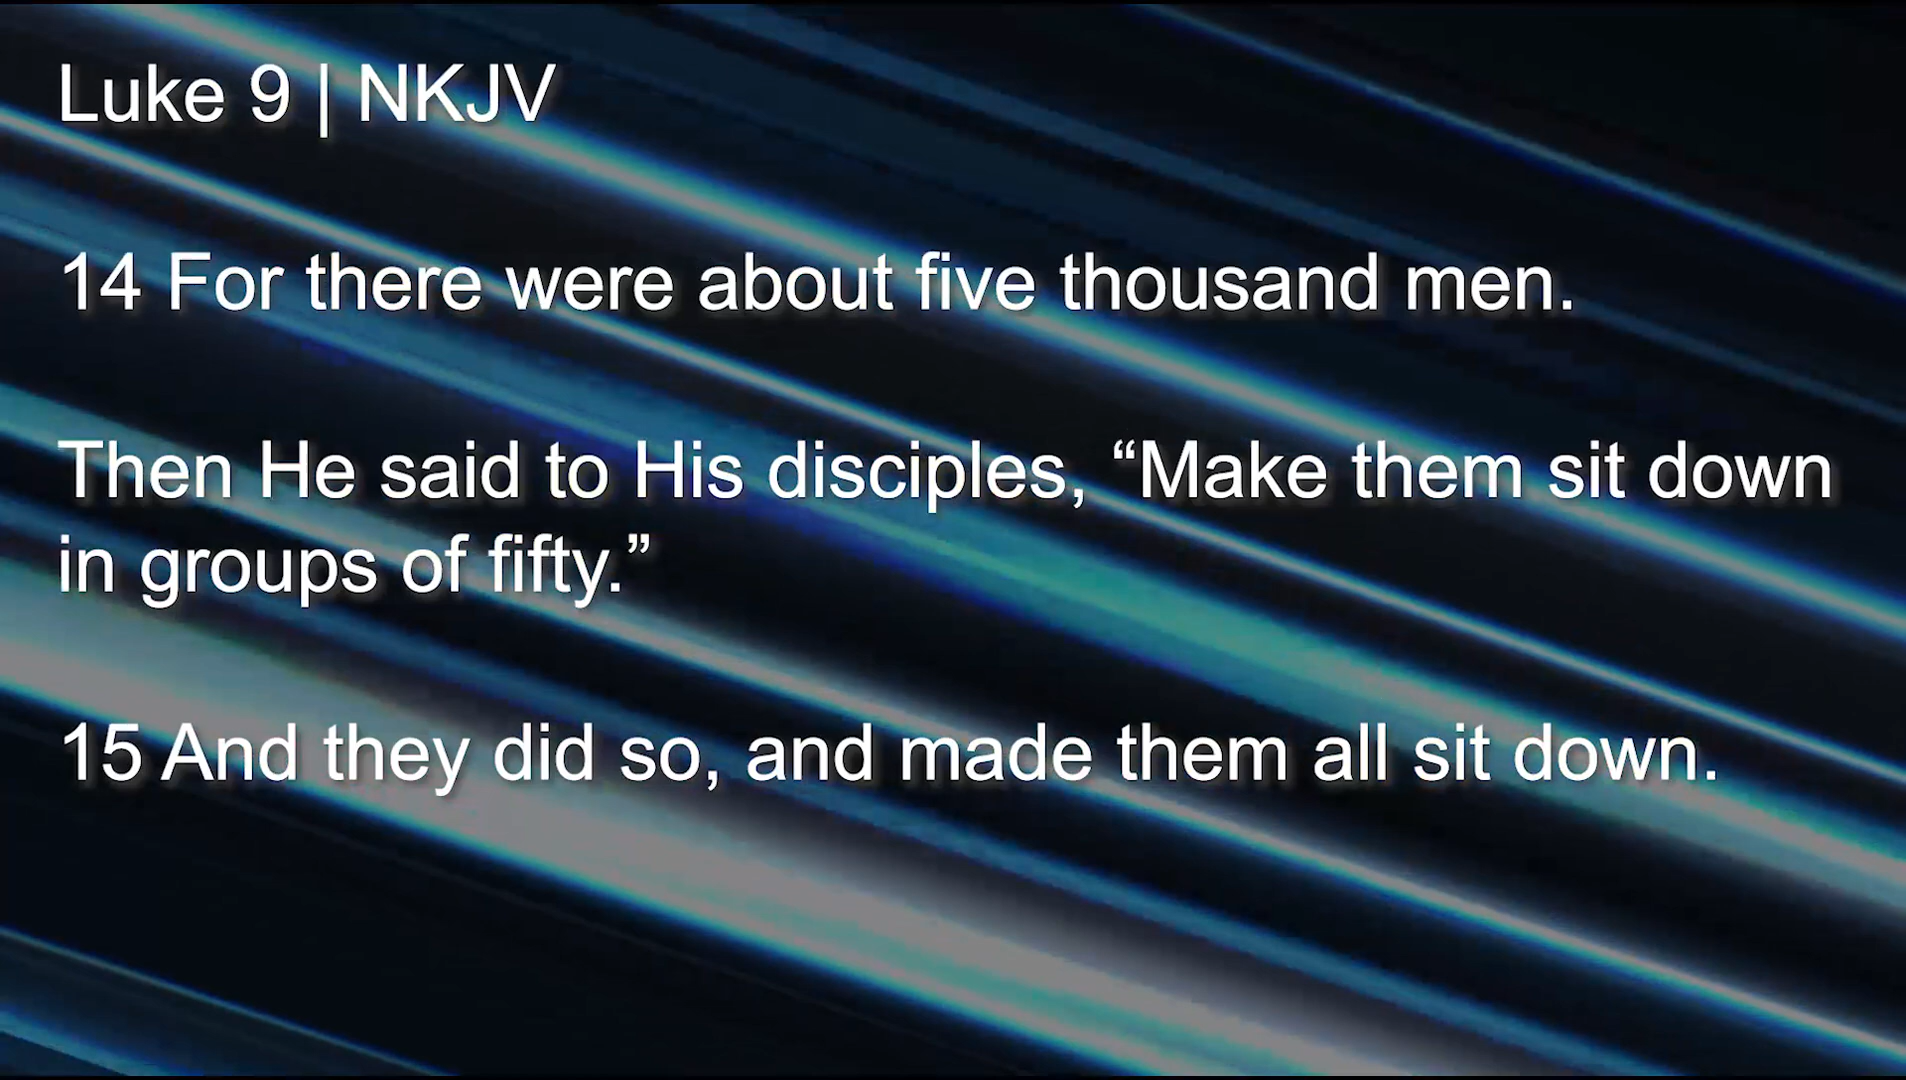 Luke 9 | NKJV
14 For there were about five thousand men.
Then He said to His disciples, “Make them sit down
in groups of fifty.”
15 And they did so, and made them all sit down.